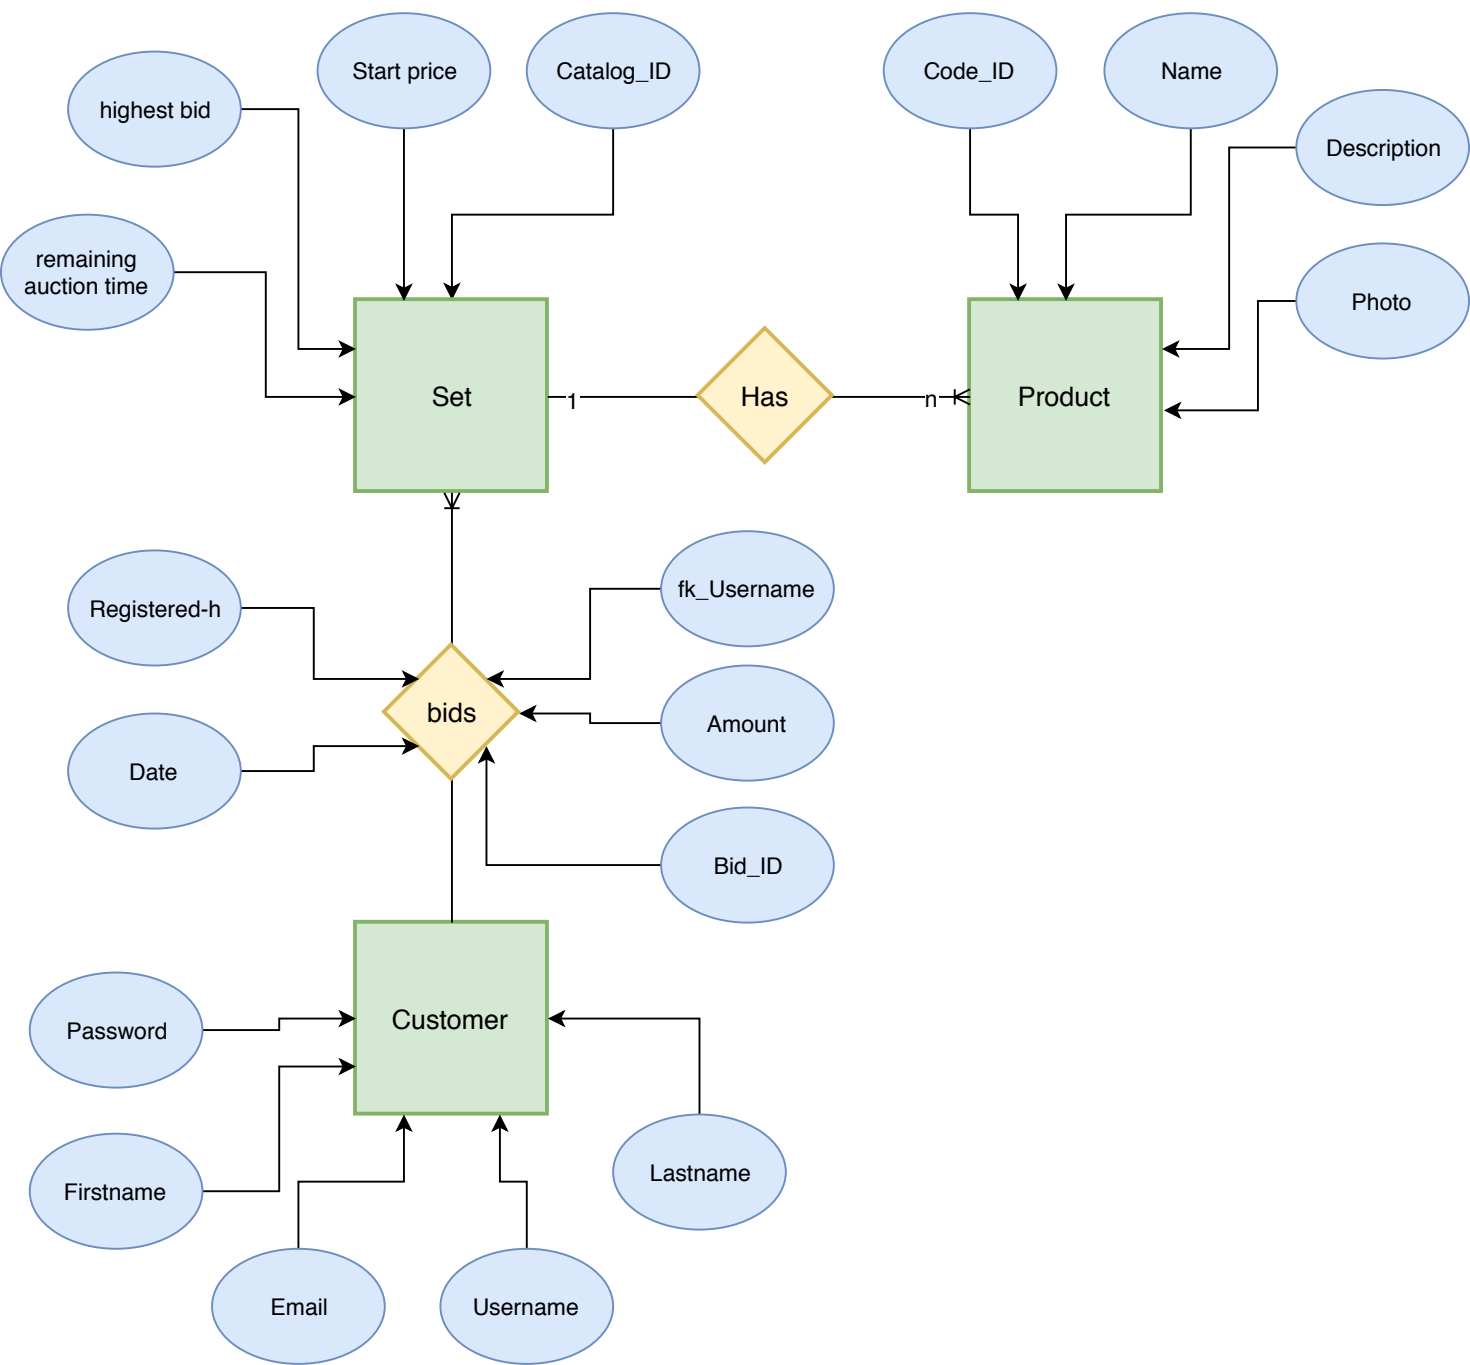 Start price
Catalog_ID
Code_ID
Name
highest bid
Description
remaining
auction time
Photo
Set
1
Has
n
Product
fk_Username
Registered-h
bids
Amount
Date
Bid_ID
Customer
Password
Lastname
Firstname
Email
Username